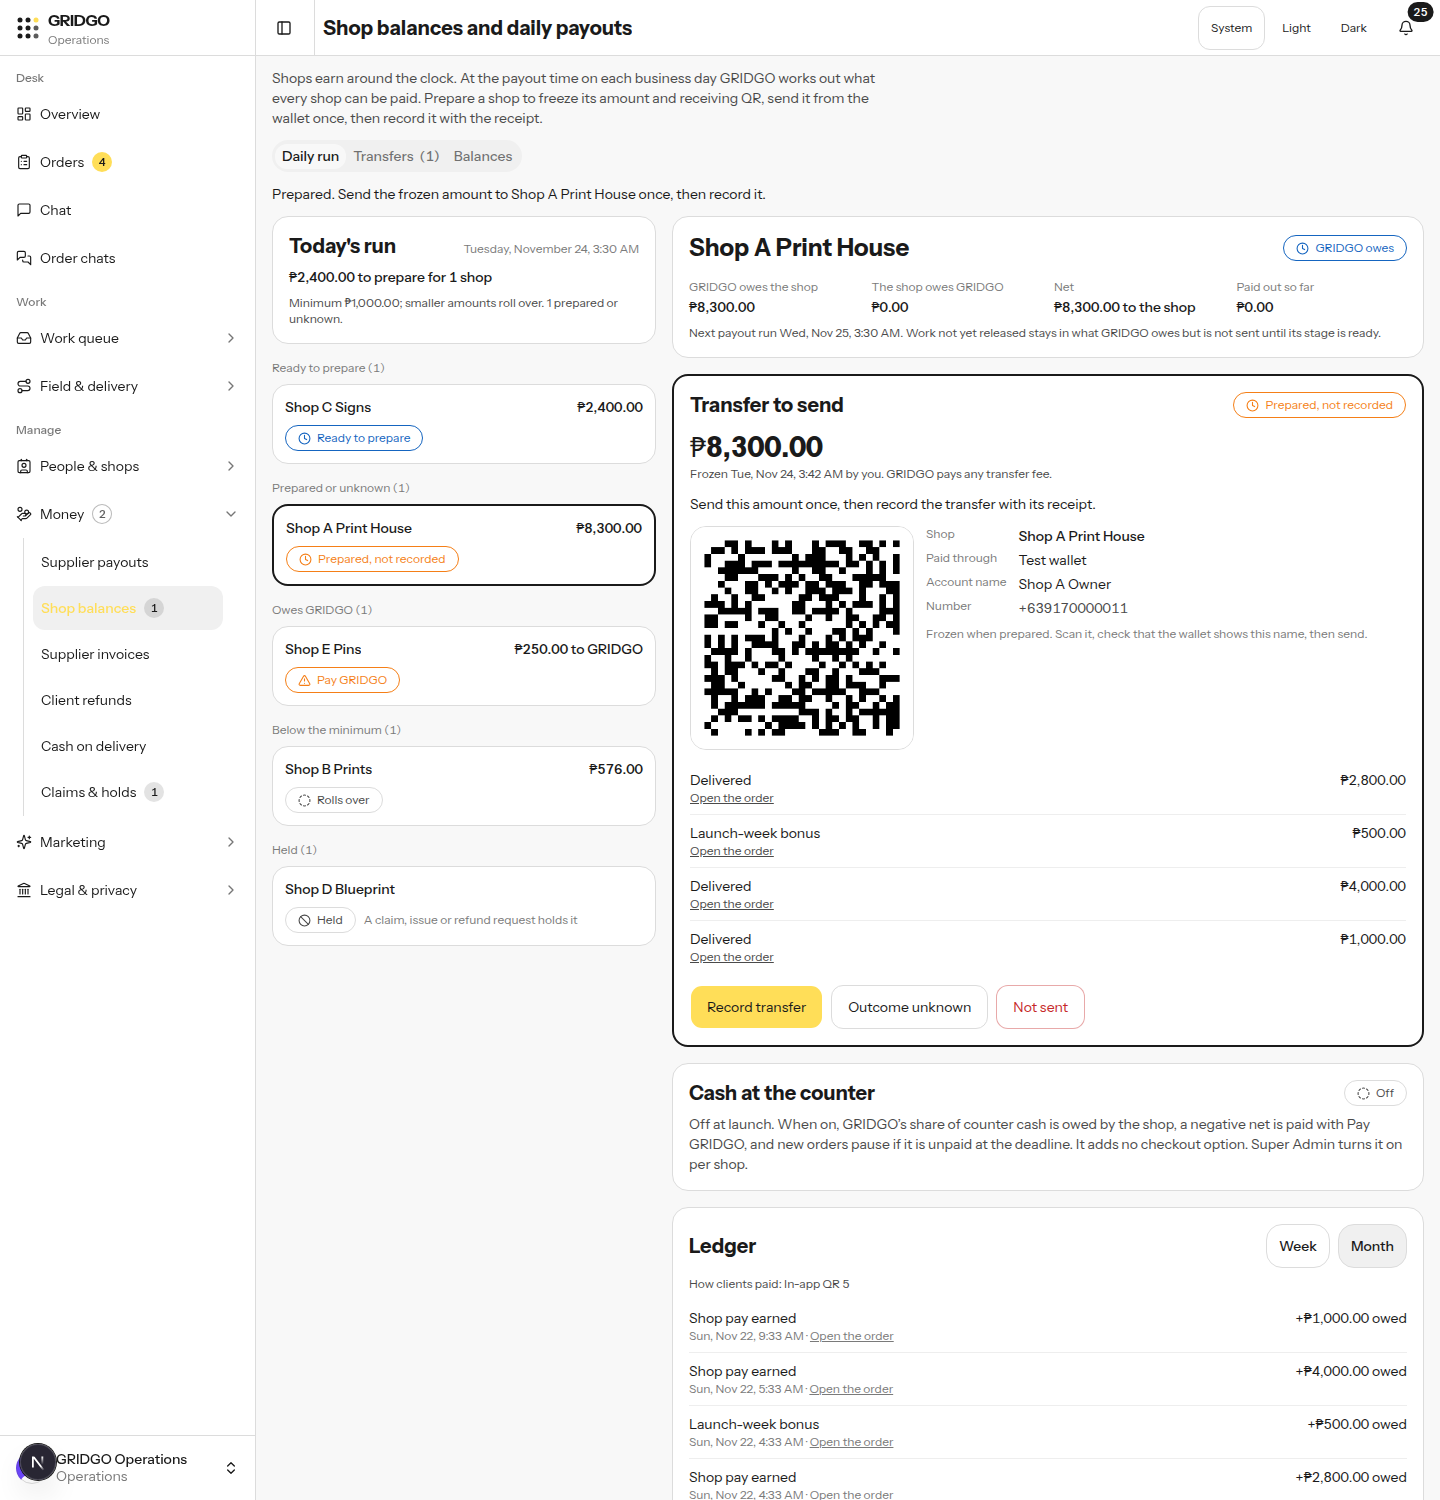 GRIDGO
Operations
Desk
Overview
Orders 4
Chat
Order chats
Work
Work queue
Field & delivery
Manage
People & shops
Money 2
Supplier payouts
Shop balances 1
Supplier invoices
Client refunds
Cash on delivery
Claims & holds 1
Marketing
Legal & privacy
N
GRIDGO Operations
Operations
Shop balances and daily payouts
System
Light
Dark
25
Shops earn around the clock. At the payout time on each business day GRIDGO works out what
every shop can be paid. Prepare a shop to freeze its amount and receiving QR, send it from the
wallet once, then record it with the receipt.
Daily run
Transfers (1)
Balances
Prepared. Send the frozen amount to Shop A Print House once, then record it.
Today's run
Tuesday, November 24, 3:30 AM
₱2,400.00 to prepare for 1 shop
Minimum ₱1,000.00; smaller amounts roll over. 1 prepared or
unknown.
Ready to prepare (1)
Shop C Signs
₱2,400.00
Ready to prepare
Prepared or unknown (1)
Shop A Print House
₱8,300.00
Prepared, not recorded
Owes GRIDGO (1)
Shop E Pins
₱250.00 to GRIDGO
Pay GRIDGO
Below the minimum (1)
Shop B Prints
₱576.00
Rolls over
Held (1)
Shop D Blueprint
Held
A claim, issue or refund request holds it
Shop A Print House
GRIDGO owes
GRIDGO owes the shop
₱8,300.00
The shop owes GRIDGO
₱0.00
Net
₱8,300.00 to the shop
Paid out so far
₱0.00
Next payout run Wed, Nov 25, 3:30 AM. Work not yet released stays in what GRIDGO owes but is not sent until its stage is ready.
Transfer to send
Prepared, not recorded
₱8,300.00
Frozen Tue, Nov 24, 3:42 AM by you. GRIDGO pays any transfer fee.
Send this amount once, then record the transfer with its receipt.
Shop
Shop A Print House
Paid through
Test wallet
Account name
Shop A Owner
Number
+639170000011
Frozen when prepared. Scan it, check that the wallet shows this name, then send.
Delivered
₱2,800.00
Open the order
Launch-week bonus
₱500.00
Open the order
Delivered
₱4,000.00
Open the order
Delivered
₱1,000.00
Open the order
Record transfer
Outcome unknown
Not sent
Cash at the counter
Off
Off at launch. When on, GRIDGO's share of counter cash is owed by the shop, a negative net is paid with Pay
GRIDGO, and new orders pause if it is unpaid at the deadline. It adds no checkout option. Super Admin turns it on
per shop.
Ledger
Week
Month
How clients paid: In-app QR 5
Shop pay earned
+₱1,000.00 owed
Sun, Nov 22, 9:33 AM · Open the order
Shop pay earned
+₱4,000.00 owed
Sun, Nov 22, 5:33 AM · Open the order
Launch-week bonus
+₱500.00 owed
Sun, Nov 22, 4:33 AM · Open the order
Shop pay earned
+₱2,800.00 owed
Sun, Nov 22, 4:33 AM · Open the order